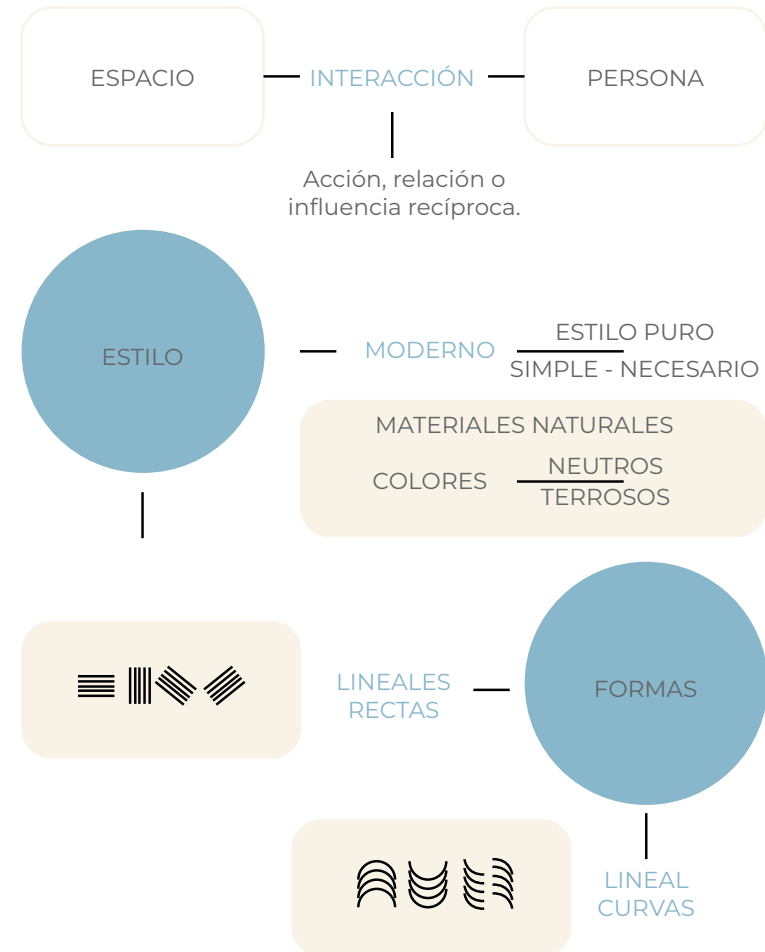 ESPACIO
INTERACCIÓN
PERSONA
Acción, relación o
influencia recíproca.
ESTILO
MODERNO
ESTILO PURO
SIMPLE - NECESARIO
MATERIALES NATURALES
COLORES
NEUTROS
TERROSOS
LINEALES
RECTAS
FORMAS
LINEAL
CURVAS